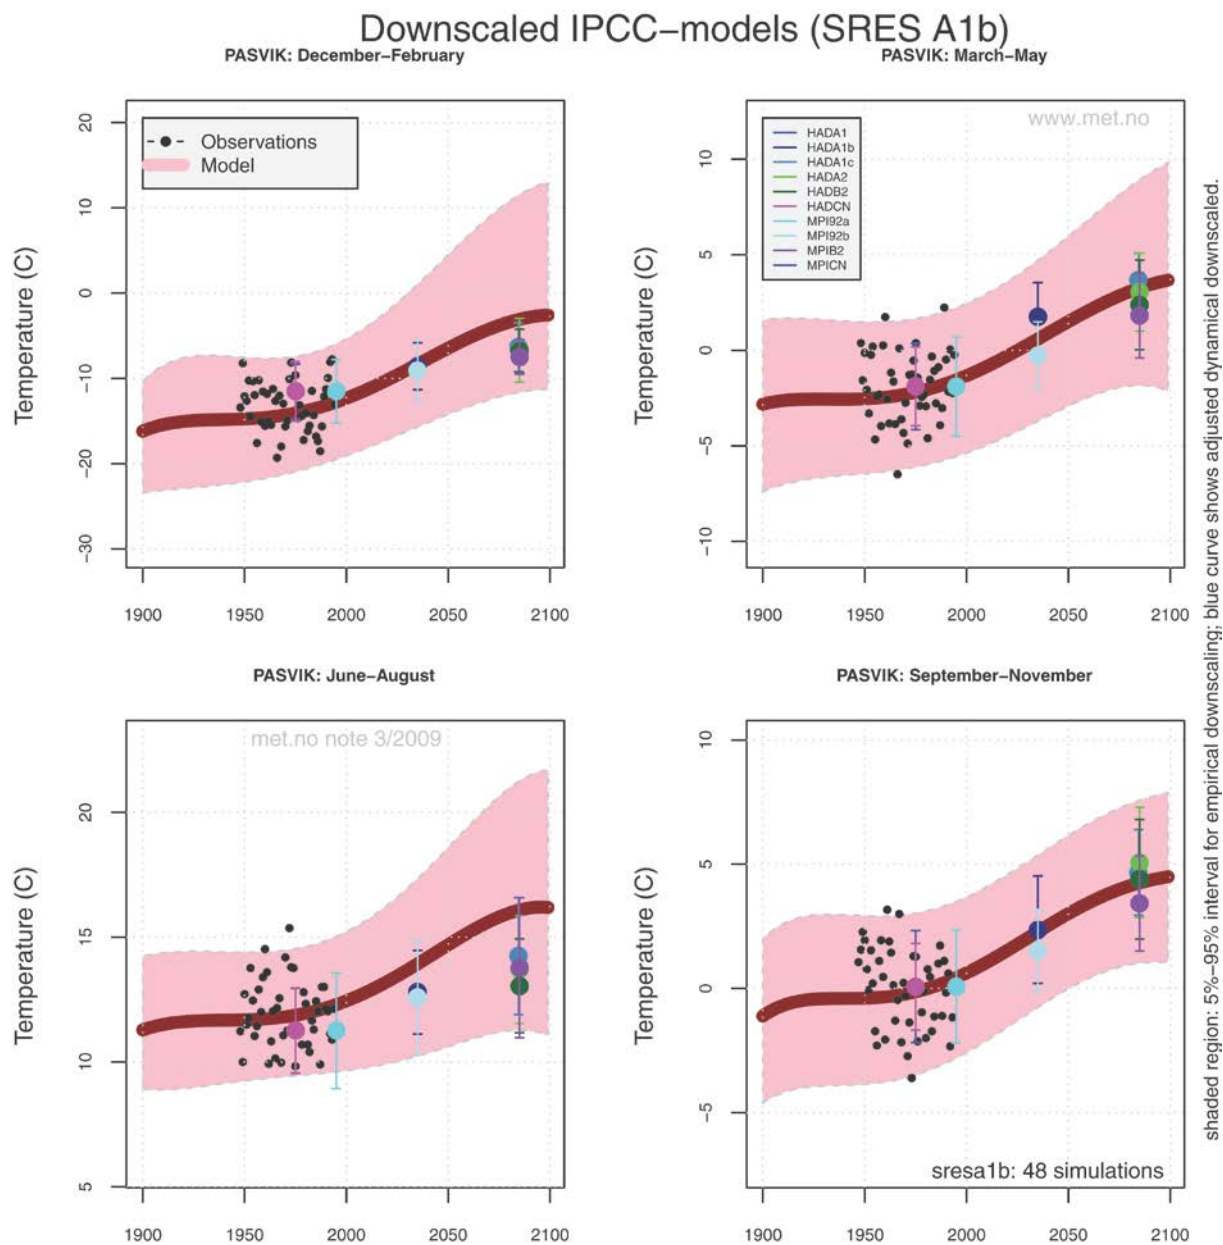 Downscaled IPCC−models (SRES A1b)
PASVIK: December−February
Temperature (C)
20
10
0
−10
−20
−30
Observations
Model
1900 1950 2000 2050 2100
PASVIK: March−May
www.met.no
Temperature (C)
10
5
0
−5
−10
HADA1
HADA1b
HADA1c
HADA2
HADB2
HADCN
MPI92a
MPI92b
MPIB2
MPICN
1900 1950 2000 2050 2100
PASVIK: June−August
met.no note 3/2009
Temperature (C)
20
15
10
5
1900 1950 2000 2050 2100
PASVIK: September−November
Temperature (C)
10
5
0
−5
sresa1b: 48 simulations
1900 1950 2000 2050 2100
shaded region: 5%−95% interval for empirical downscaling; blue curve shows adjusted dynamical downscaled.